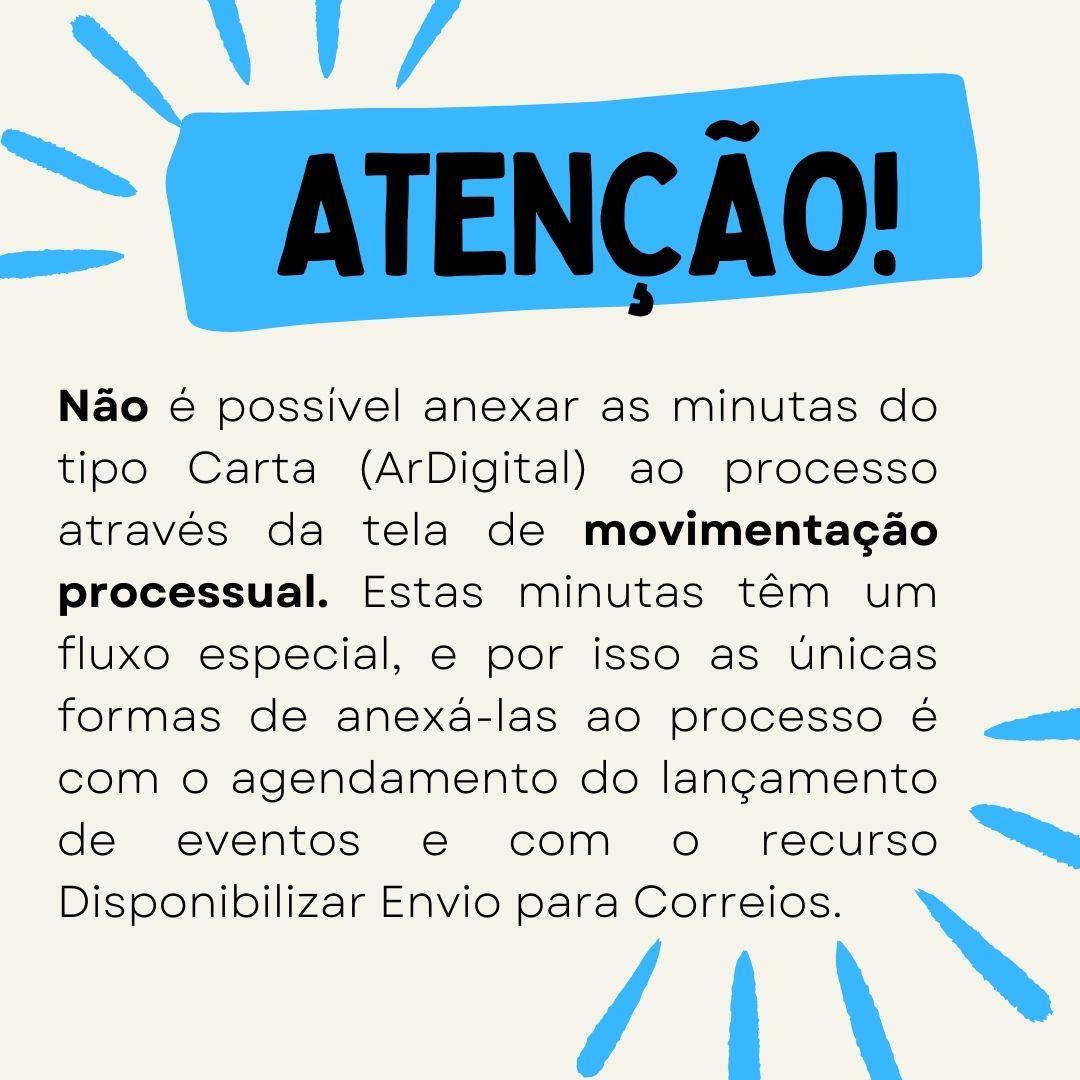 ATENÇÃO!
Não é possível anexar as minutas do
tipo Carta (ArDigital) ao processo
através da tela de movimentação
processual. Estas minutas têm um
fluxo especial, e por isso as únicas
formas de anexá-las ao processo é
com o agendamento do lançamento
de eventos e com o recurso
Disponibilizar Envio para Correios.